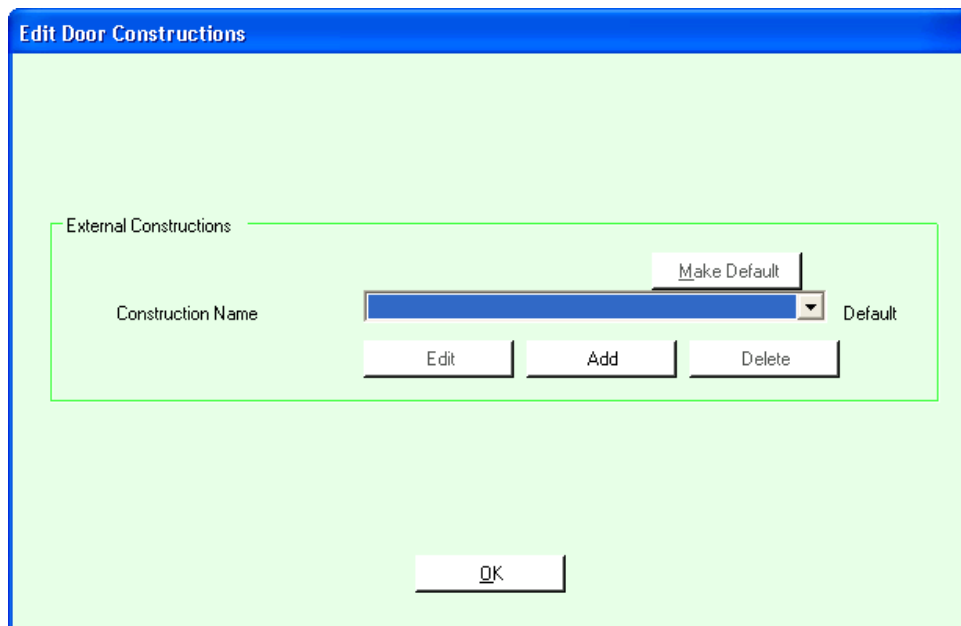 Edit Door Constructions
External Constructions
Make Default
Construction Name
Default
Edit
Add
Delete
OK